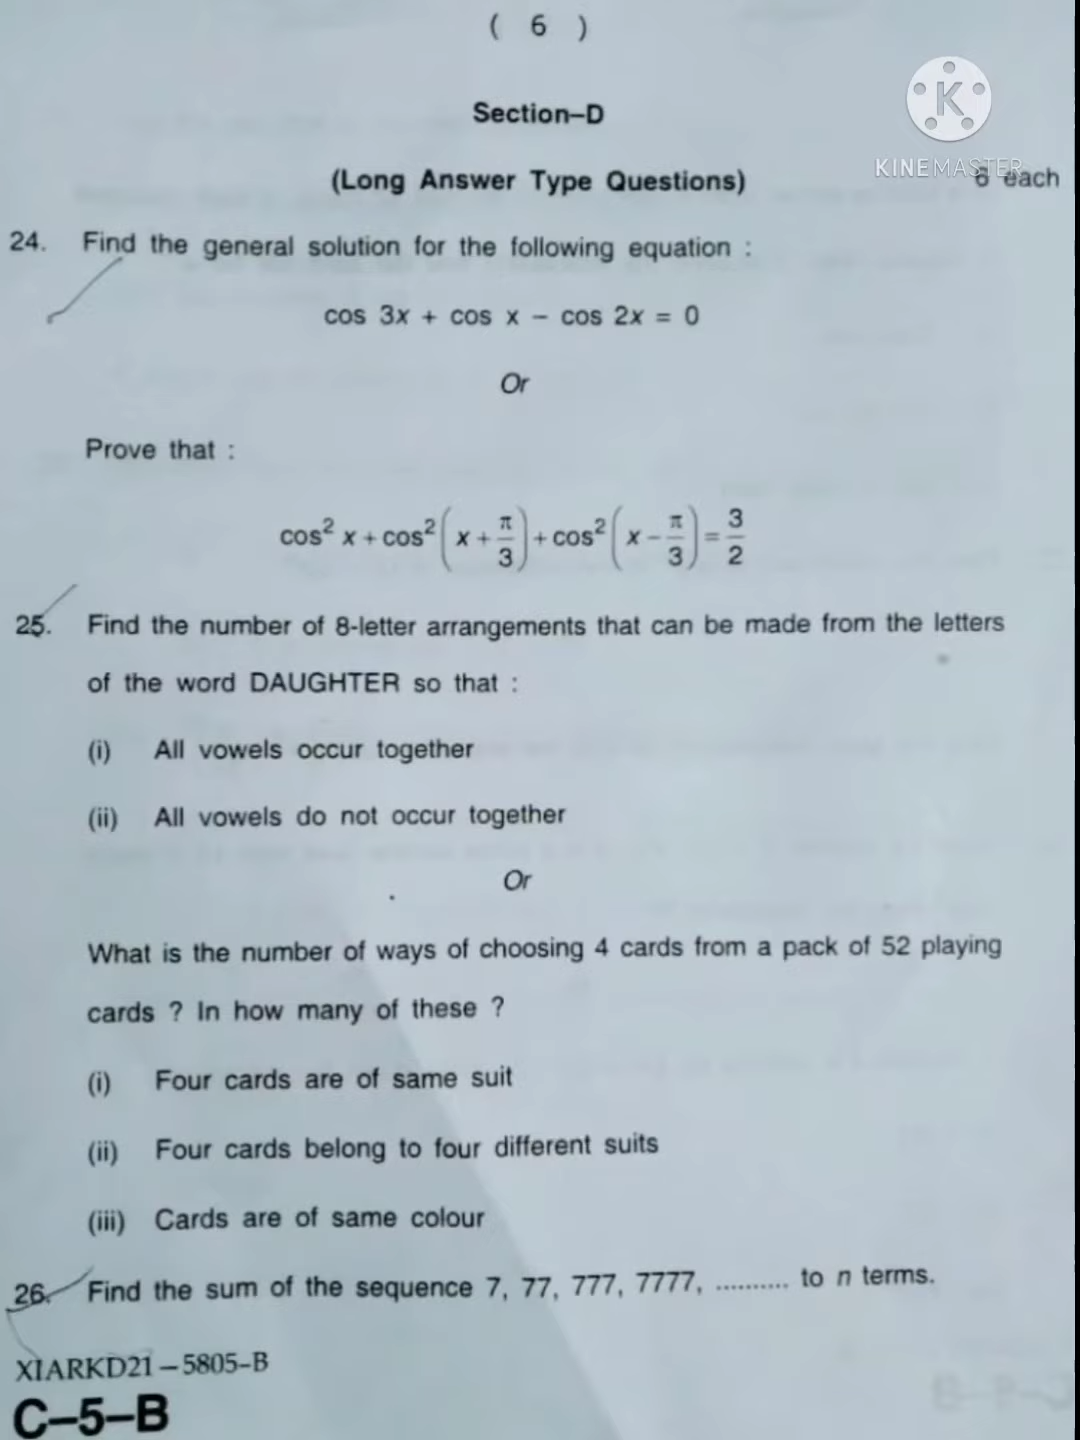 ( 6 )
KINEMASTER
Section–D
(Long Answer Type Questions)
each
24. Find the general solution for the following equation :
cos 3x + cos x – cos 2x = 0
Or
Prove that :
cos² x + cos² (x + π/3) + cos² (x – π/3) = 3/2
25. Find the number of 8-letter arrangements that can be made from the letters
of the word DAUGHTER so that :
(i) All vowels occur together
(ii) All vowels do not occur together
Or
What is the number of ways of choosing 4 cards from a pack of 52 playing
cards ? In how many of these ?
(i) Four cards are of same suit
(ii) Four cards belong to four different suits
(iii) Cards are of same colour
26. Find the sum of the sequence 7, 77, 777, 7777, .......... to n terms.
XIARKD21–5805–B
C–5–B